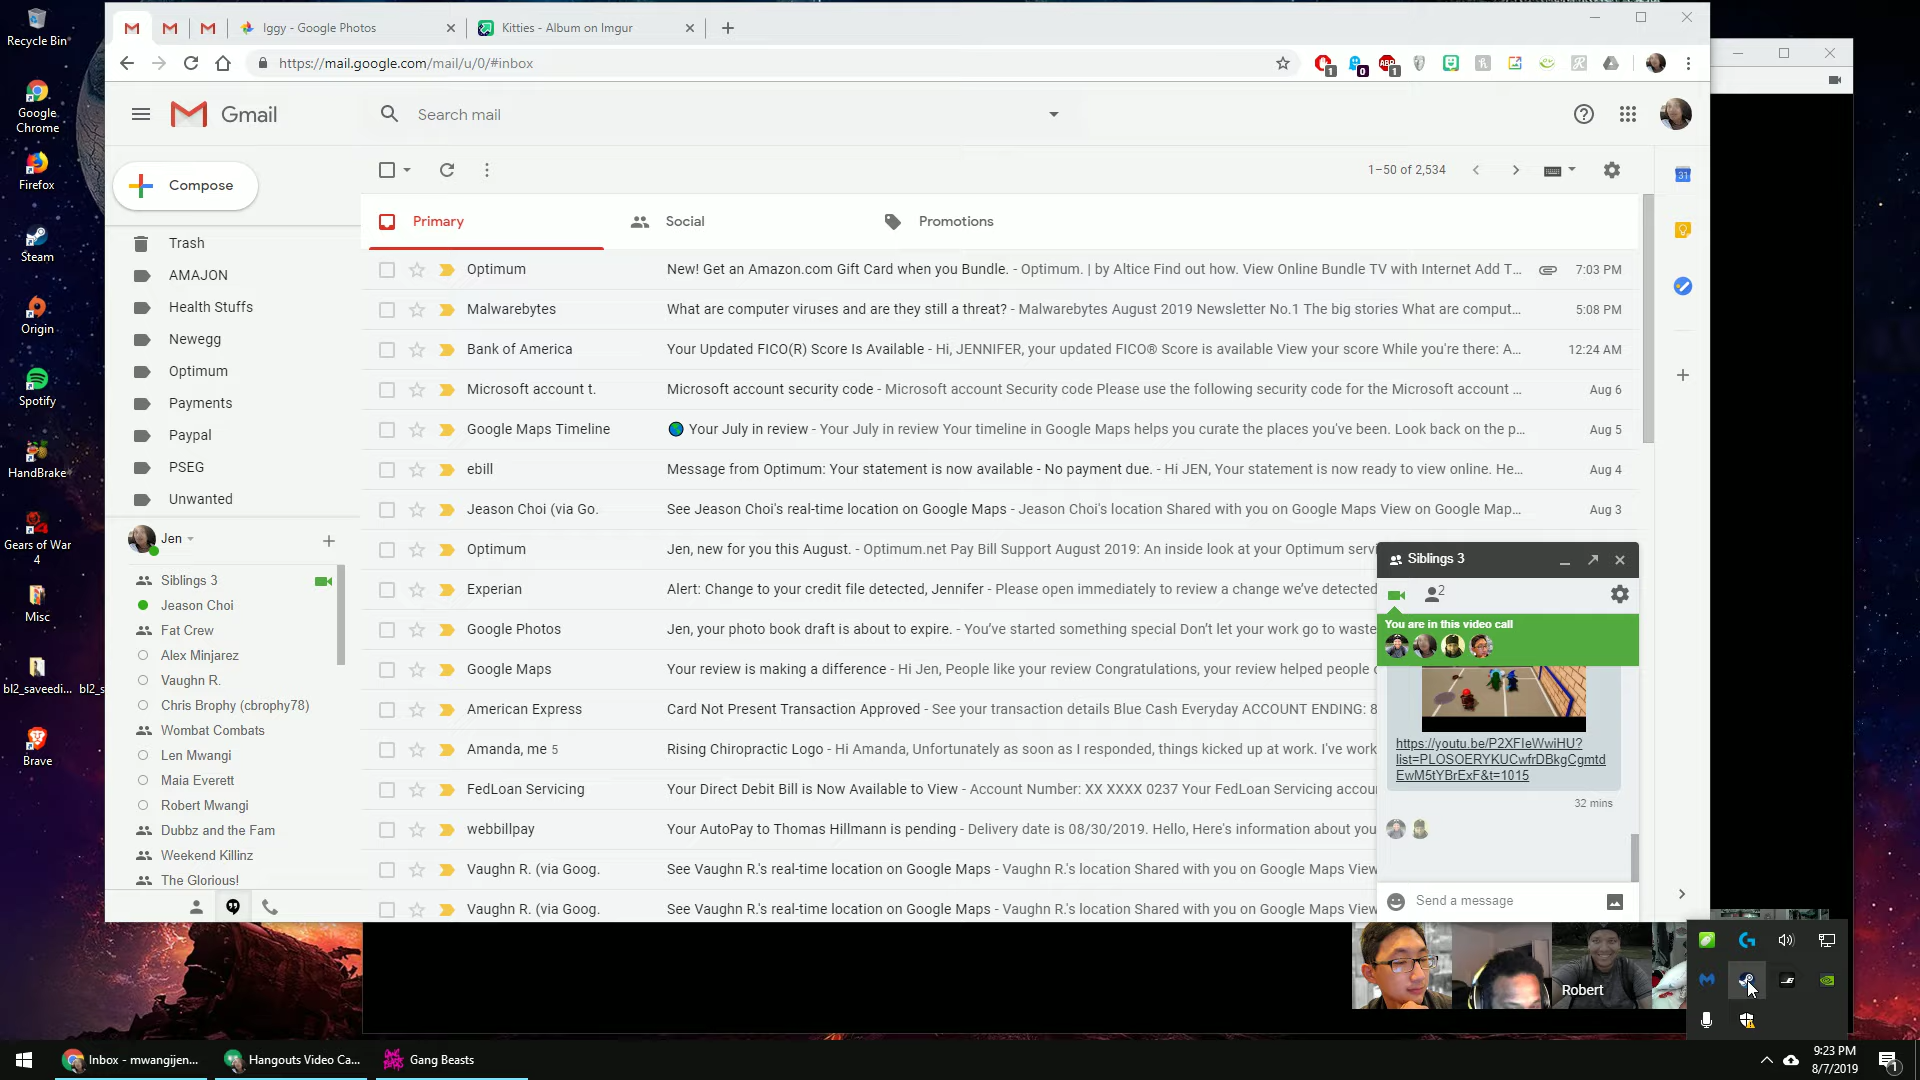 Recycle Bin
Google Chrome
Firefox
Steam
Origin
Spotify
HandBrake
Gears of War 4
Misc
bl2_saveedi... bl2_s
Brave
Iggy - Google Photos
Kitties - Album on Imgur
https://mail.google.com/mail/u/0/#inbox
1
0
ABP 1
Gmail
Search mail
Compose
1–50 of 2,534
31
Trash
AMAJON
Health Stuffs
Newegg
Optimum
Payments
Paypal
PSEG
Unwanted
Jen
Siblings 3
Jeason Choi
Fat Crew
Alex Minjarez
Vaughn R.
Chris Brophy (cbrophy78)
Wombat Combats
Len Mwangi
Maia Everett
Robert Mwangi
Dubbz and the Fam
Weekend Killinz
The Glorious!
Primary
Social
Promotions
Optimum New! Get an Amazon.com Gift Card when you Bundle. - Optimum. | by Altice Find out how. View Online Bundle TV with Internet Add T... 7:03 PM
Malwarebytes What are computer viruses and are they still a threat? - Malwarebytes August 2019 Newsletter No.1 The big stories What are comput... 5:08 PM
Bank of America Your Updated FICO(R) Score Is Available - Hi, JENNIFER, your updated FICO® Score is available View your score While you're there: A... 12:24 AM
Microsoft account t. Microsoft account security code - Microsoft account Security code Please use the following security code for the Microsoft account ... Aug 6
Google Maps Timeline Your July in review - Your July in review Your timeline in Google Maps helps you curate the places you've been. Look back on the p... Aug 5
ebill Message from Optimum: Your statement is now available - No payment due. - Hi JEN, Your statement is now ready to view online. He... Aug 4
Jeason Choi (via Go. See Jeason Choi's real-time location on Google Maps - Jeason Choi's location Shared with you on Google Maps View on Google Map... Aug 3
Optimum Jen, new for you this August. - Optimum.net Pay Bill Support August 2019: An inside look at your Optimum servi
Experian Alert: Change to your credit file detected, Jennifer - Please open immediately to review a change we've detected
Google Photos Jen, your photo book draft is about to expire. - You've started something special Don't let your work go to waste
Google Maps Your review is making a difference - Hi Jen, People like your review Congratulations, your review helped people c
American Express Card Not Present Transaction Approved - See your transaction details Blue Cash Everyday ACCOUNT ENDING: 8
Amanda, me 5 Rising Chiropractic Logo - Hi Amanda, Unfortunately as soon as I responded, things kicked up at work. I've work
FedLoan Servicing Your Direct Debit Bill is Now Available to View - Account Number: XX XXXX 0237 Your FedLoan Servicing accou
webbillpay Your AutoPay to Thomas Hillmann is pending - Delivery date is 08/30/2019. Hello, Here's information about you
Vaughn R. (via Goog. See Vaughn R.'s real-time location on Google Maps - Vaughn R.'s location Shared with you on Google Maps View
Vaughn R. (via Goog. See Vaughn R.'s real-time location on Google Maps - Vaughn R.'s location Shared with you on Google Maps View
Siblings 3
2
You are in this video call
https://youtu.be/P2XFIeWwiHU?
list=PLOSOERYKUCwfrDBkgCgmtd
EwM5tYBrExF&t=1015
32 mins
Send a message
Robert
Inbox - mwangijen...
Hangouts Video Ca...
Gang Beasts
9:23 PM
8/7/2019
1